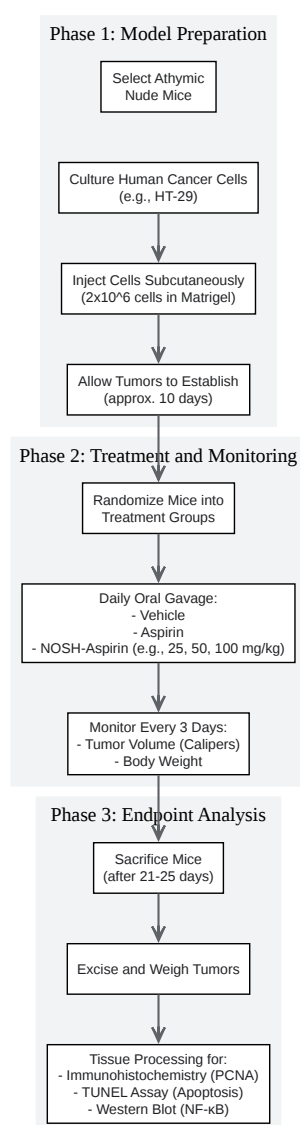 Phase 1: Model Preparation
Select Athymic
Nude Mice
Culture Human Cancer Cells
(e.g., HT-29)
Inject Cells Subcutaneously
(2x10^6 cells in Matrigel)
Allow Tumors to Establish
(approx. 10 days)
Phase 2: Treatment and Monitoring
Randomize Mice into
Treatment Groups
Daily Oral Gavage:
- Vehicle
- Aspirin
- NOSH-Aspirin (e.g., 25, 50, 100 mg/kg)
Monitor Every 3 Days:
- Tumor Volume (Calipers)
- Body Weight
Phase 3: Endpoint Analysis
Sacrifice Mice
(after 21-25 days)
Excise and Weigh Tumors
Tissue Processing for:
- Immunohistochemistry (PCNA)
- TUNEL Assay (Apoptosis)
- Western Blot (NF-κB)